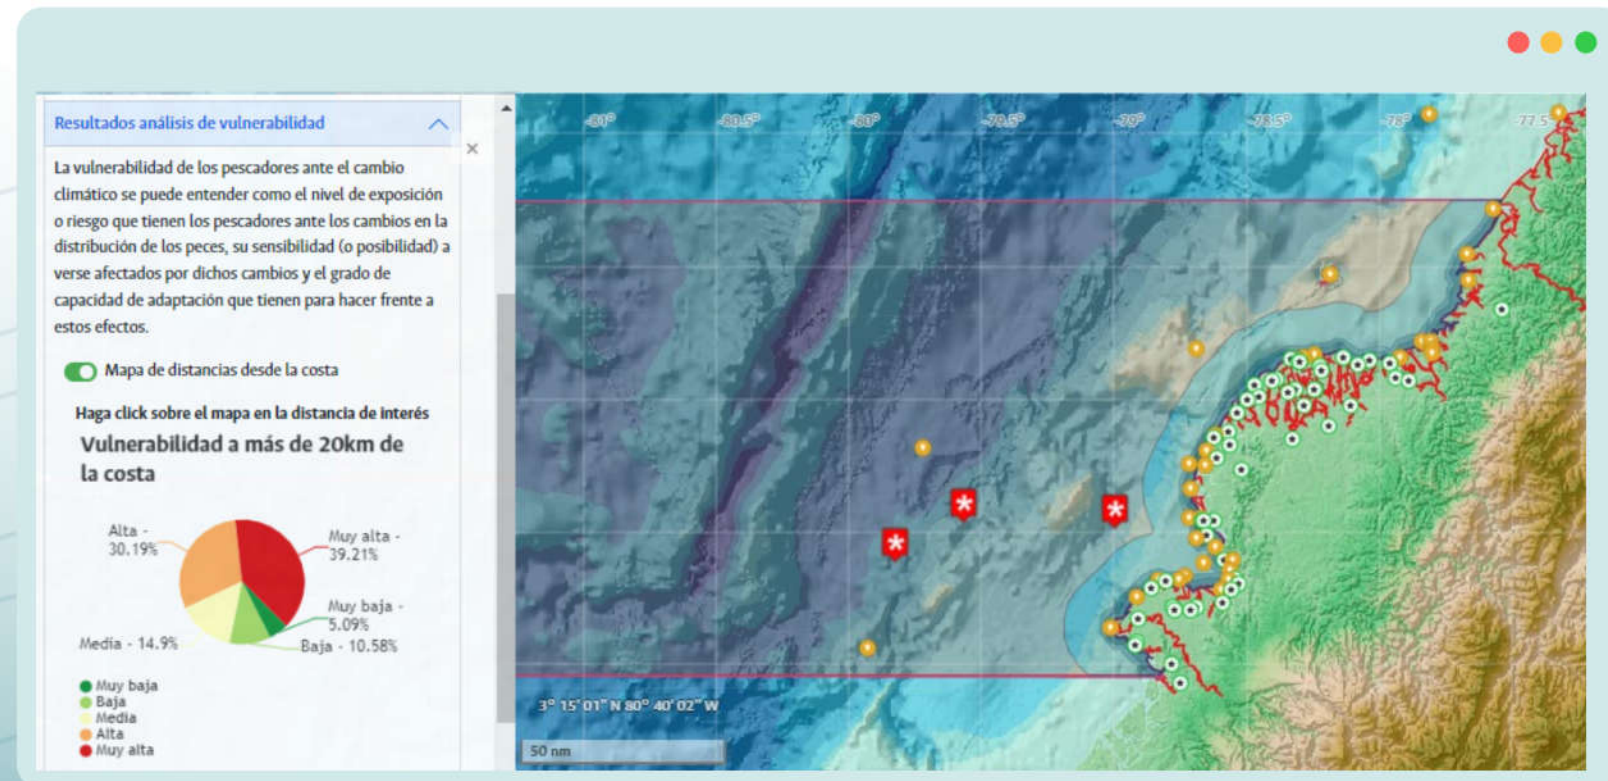 Resultados análisis de vulnerabilidad
La vulnerabilidad de los pescadores ante el cambio
climático se puede entender como el nivel de exposición
o riesgo que tienen los pescadores ante los cambios en la
distribución de los peces, su sensibilidad (o posibilidad) a
verse afectados por dichos cambios y el grado de
capacidad de adaptación que tienen para hacer frente a
estos efectos.
Mapa de distancias desde la costa
Haga click sobre el mapa en la distancia de interés
Vulnerabilidad a más de 20km de
la costa
Alta -
30.19%
Muy alta -
39.21%
Muy baja -
5.09%
Media - 14.9%
Baja - 10.58%
Muy baja
Baja
Media
Alta
Muy alta
-81°
-80.5°
-80°
-79.5°
-79°
-78.5°
-78°
-77.5
3° 15' 01" N 80° 40' 02" W
50 nm